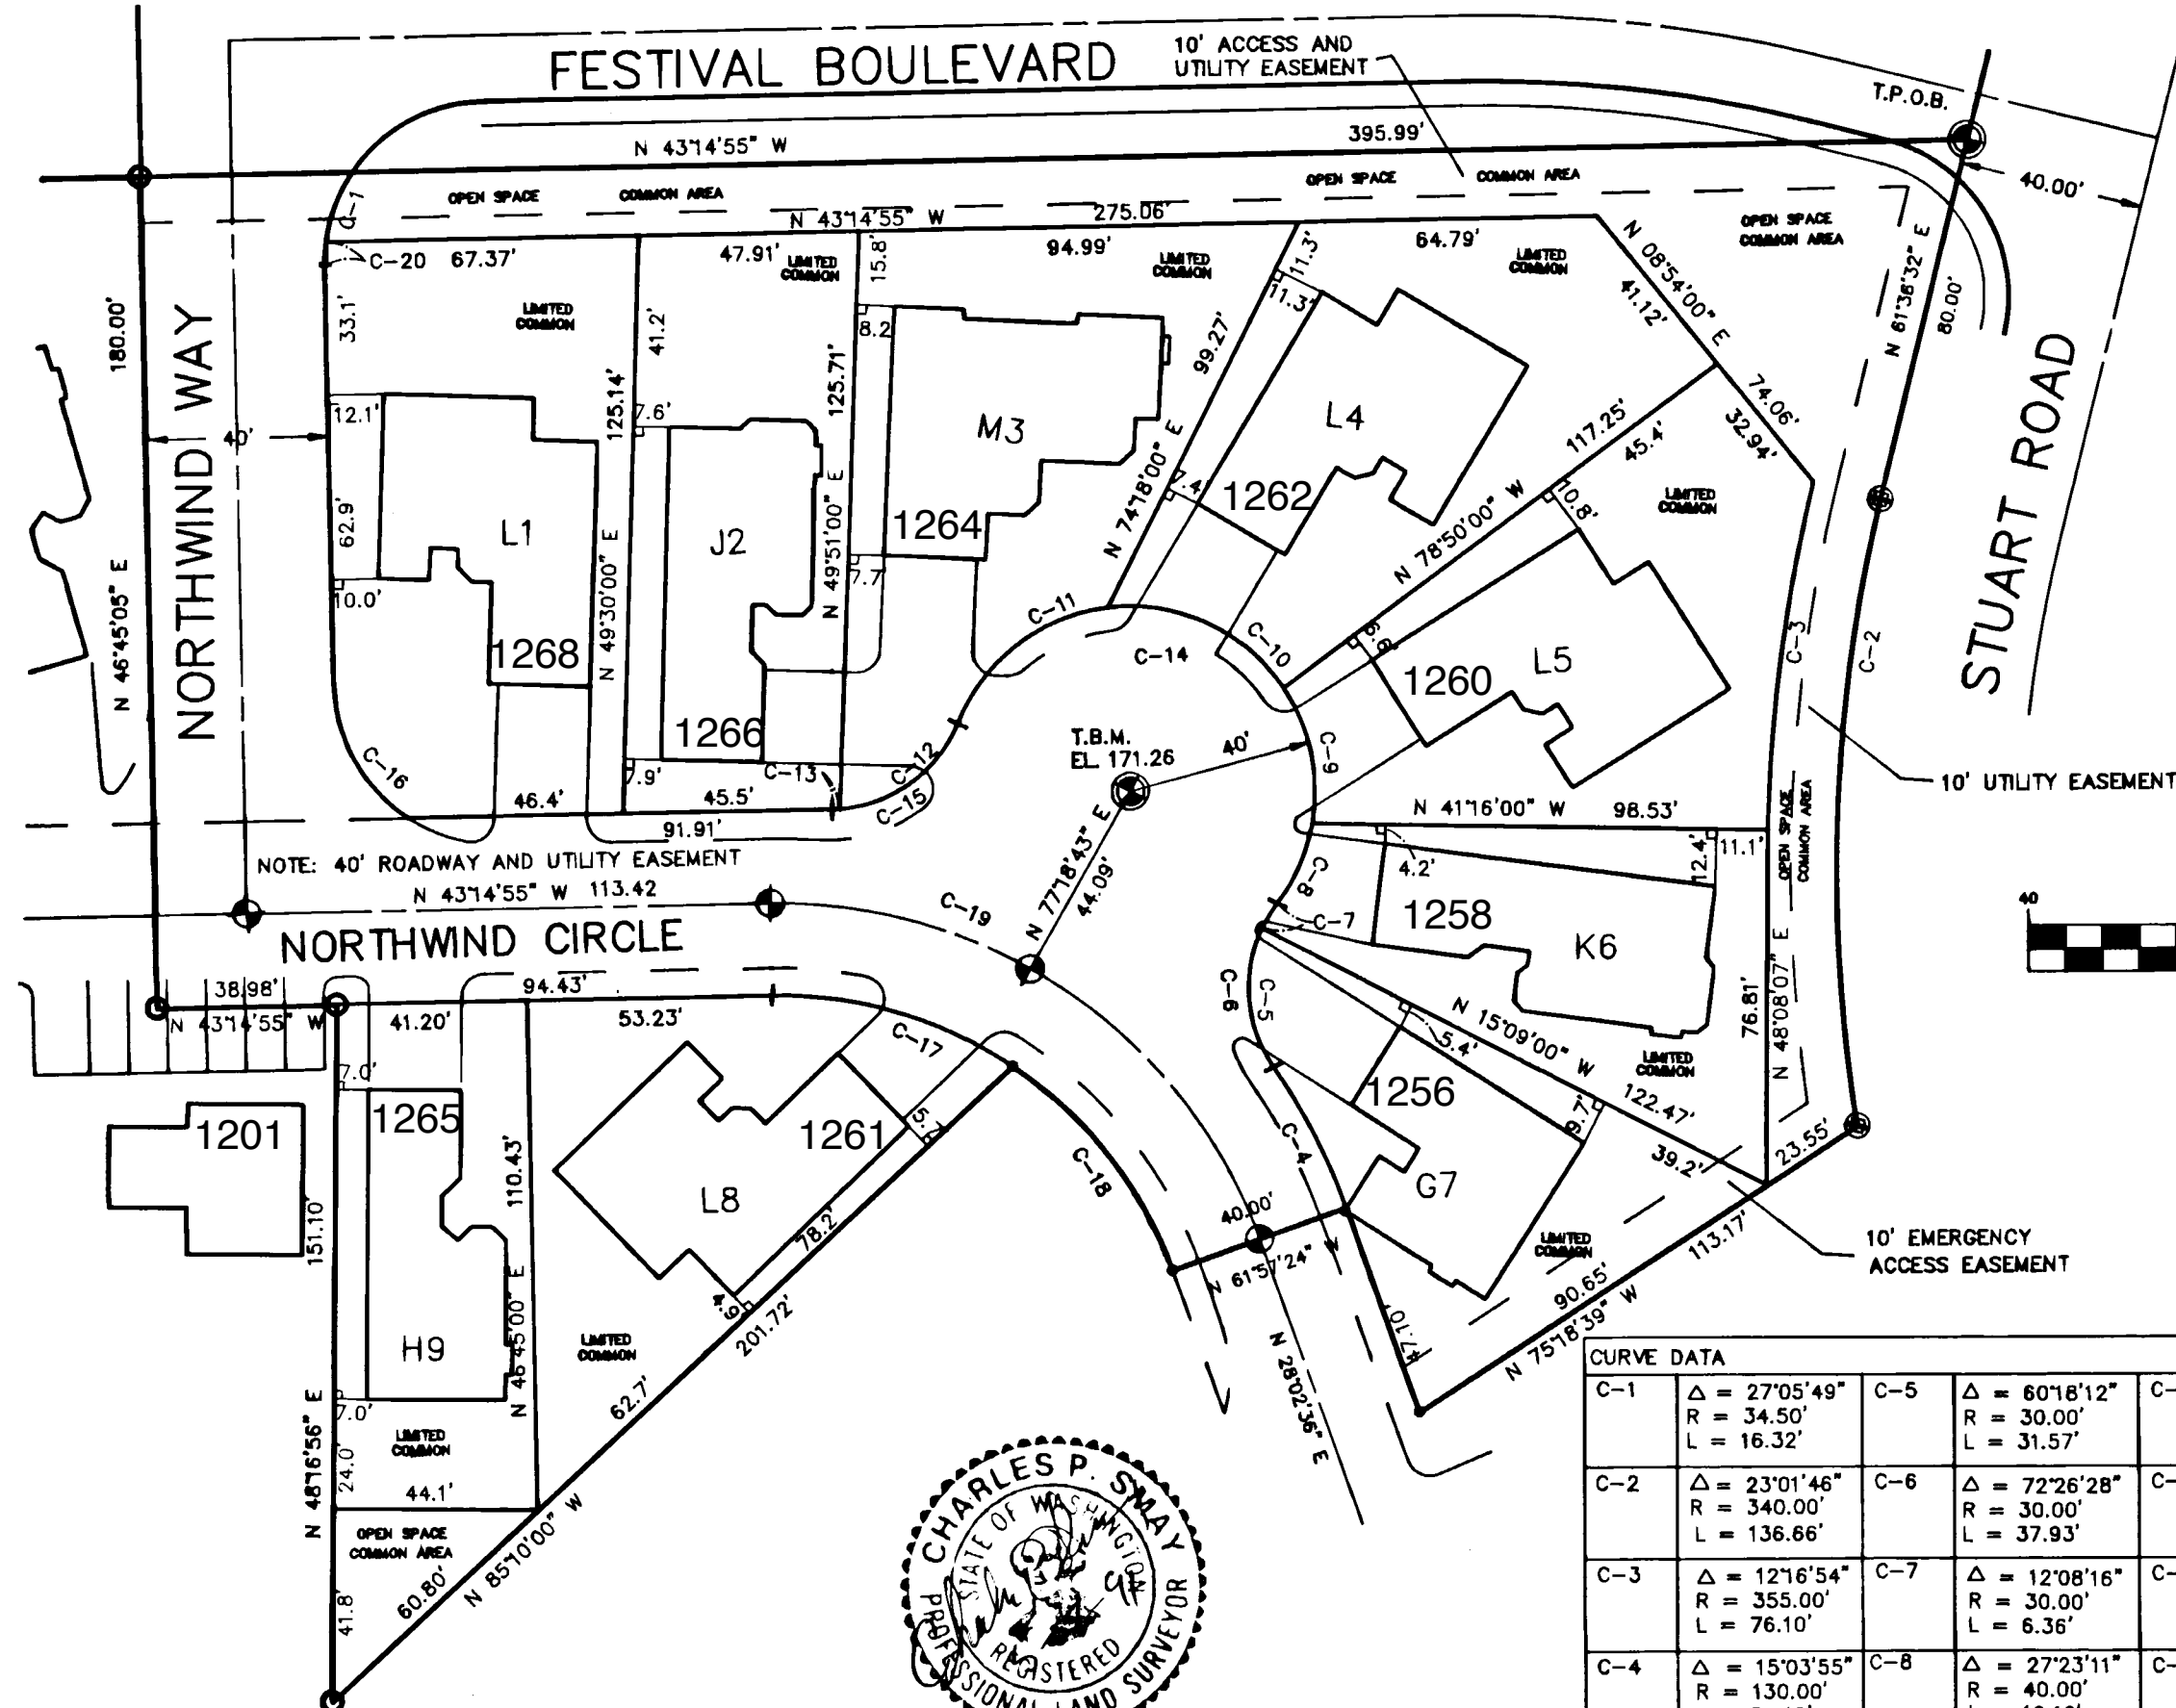 FESTIVAL BOULEVARD
10' ACCESS AND
UTILITY EASEMENT
T.P.O.B.
N 43°14'55" W
395.99'
40.00'
OPEN SPACE
COMMON AREA
OPEN SPACE
COMMON AREA
C-1
N 43°14'55" W
275.06'
OPEN SPACE
COMMON AREA
C-20
67.37'
47.91'
94.99'
64.79'
LIMITED
COMMON
LIMITED
COMMON
LIMITED
COMMON
LIMITED
COMMON
N 08°54'00" E
41.12'
74.06'
32.94'
N 61°36'32" E
80.00'
STUART ROAD
180.00'
NORTHWIND WAY
N 46°45'05" E
40'
33.1'
12.1'
62.9'
10.0'
L1
1268
C-16
46.4'
41.2'
125.14'
N 49°30'00" E
7.6'
J2
1266
7.9'
45.5'
15.8'
8.2
125.71'
N 49°51'00" E
7.7
M3
1264
C-13
C-12
C-15
91.91'
11.3'
11.3'
99.27'
N 74°18'00" E
7.4'
L4
1262
C-11
C-14
C-10
117.25'
45.4'
N 78°50'00" W
10.8'
6.6'
LIMITED
COMMON
L5
1260
C-9
C-3
C-2
10' UTILITY EASEMENT
T.B.M.
EL. 171.26
40'
N 77°18'43" E
44.09'
N 41°16'00" W
98.53'
OPEN SPACE
COMMON AREA
12.4'
11.1'
4.2'
C-8
C-7
1258
K6
76.81'
N 48°08'07" E
40
NOTE: 40' ROADWAY AND UTILITY EASEMENT
N 43°14'55" W 113.42
NORTHWIND CIRCLE
C-19
38.98'
N 43°14'55" W
94.43'
41.20'
53.23'
C-17
C-6
C-5
N 15°09'00" W
5.4'
LIMITED
COMMON
122.47'
39.2'
23.55'
9.7'
1256
G7
C-4
7.0'
1201
1265
H9
151.10'
110.43'
N 46°45'00" E
L8
1261
5.7
78.2'
4.9
201.72'
62.7'
LIMITED
COMMON
C-18
40.00'
N 61°57'24" W
LIMITED
COMMON
113.17'
90.65'
N 75°18'39" W
47.10'
10' EMERGENCY
ACCESS EASEMENT
N 28°02'36" E
7.0'
N 48°16'56" E
24.0'
LIMITED
COMMON
44.1'
OPEN SPACE
COMMON AREA
41.8'
60.80'
N 85°10'00" W
CHARLES P. SMAY
STATE OF WASHINGTON
REGISTERED
PROFESSIONAL LAND SURVEYOR
CURVE DATA
C-1 Δ = 27°05'49" C-5 Δ = 60°18'12" C-
R = 34.50' R = 30.00'
L = 16.32' L = 31.57'
C-2 Δ = 23°01'46" C-6 Δ = 72°26'28" C-
R = 340.00' R = 30.00'
L = 136.66' L = 37.93'
C-3 Δ = 12°16'54" C-7 Δ = 12°08'16" C-
R = 355.00' R = 30.00'
L = 76.10' L = 6.36'
C-4 Δ = 15°03'55" C-8 Δ = 27°23'11" C-
R = 130.00' R = 40.00'